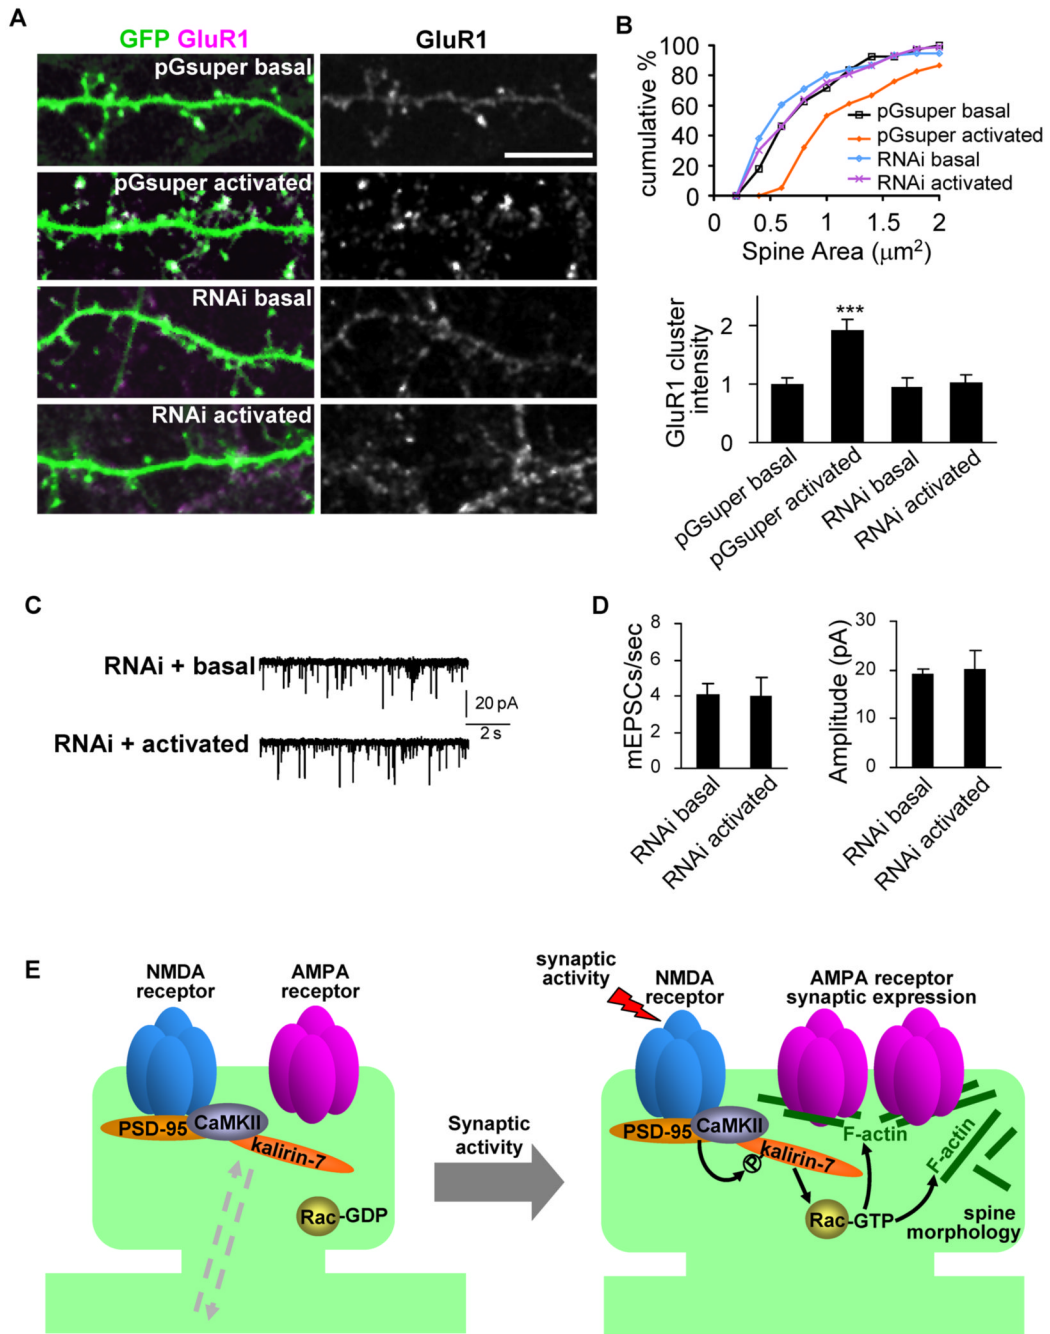 A
GFP GluR1
GluR1
pGsuper basal
pGsuper activated
RNAi basal
RNAi activated
B
cumulative %
100
80
60
40
20
0
0
0.5
1
1.5
2
Spine Area (μm²)
pGsuper basal
pGsuper activated
RNAi basal
RNAi activated
GluR1 cluster
intensity
2
1
0
***
pGsuper basal
pGsuper activated
RNAi basal
RNAi activated
C
RNAi + basal
RNAi + activated
20 pA
2 s
D
mEPSCs/sec
8
6
4
2
0
RNAi basal
RNAi activated
Amplitude (pA)
30
20
10
0
RNAi basal
RNAi activated
E
NMDA
receptor
AMPA
receptor
PSD-95
CaMKII
kalirin-7
Rac-GDP
Synaptic
activity
synaptic
activity
NMDA
receptor
AMPA receptor
synaptic expression
PSD-95
CaMKII
kalirin-7
P
F-actin
F-actin
Rac-GTP
spine
morphology